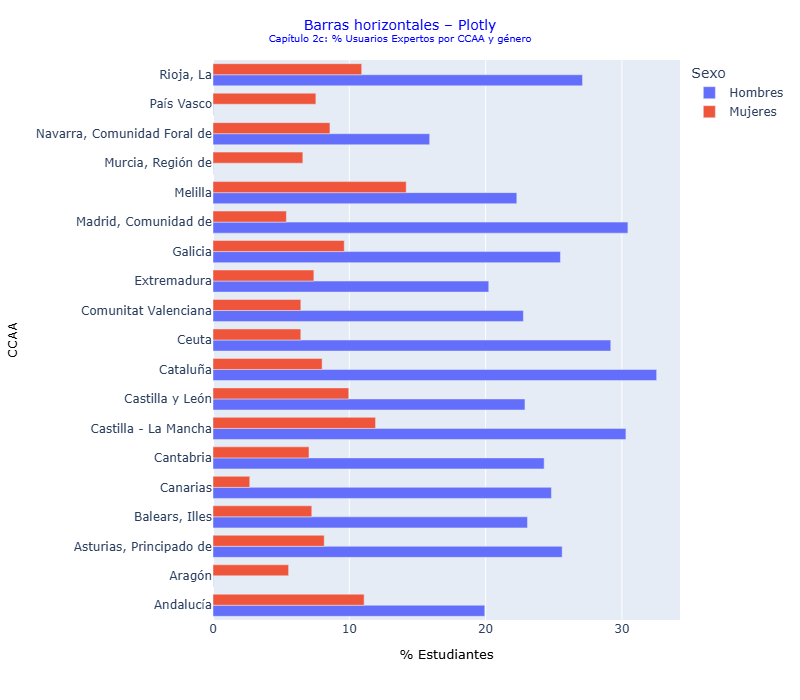 Barras horizontales – Plotly
Capítulo 2c: % Usuarios Expertos por CCAA y género
Sexo
Hombres
Mujeres
CCAA
Rioja, La
País Vasco
Navarra, Comunidad Foral de
Murcia, Región de
Melilla
Madrid, Comunidad de
Galicia
Extremadura
Comunitat Valenciana
Ceuta
Cataluña
Castilla y León
Castilla - La Mancha
Cantabria
Canarias
Balears, Illes
Asturias, Principado de
Aragón
Andalucía
0 10 20 30
% Estudiantes